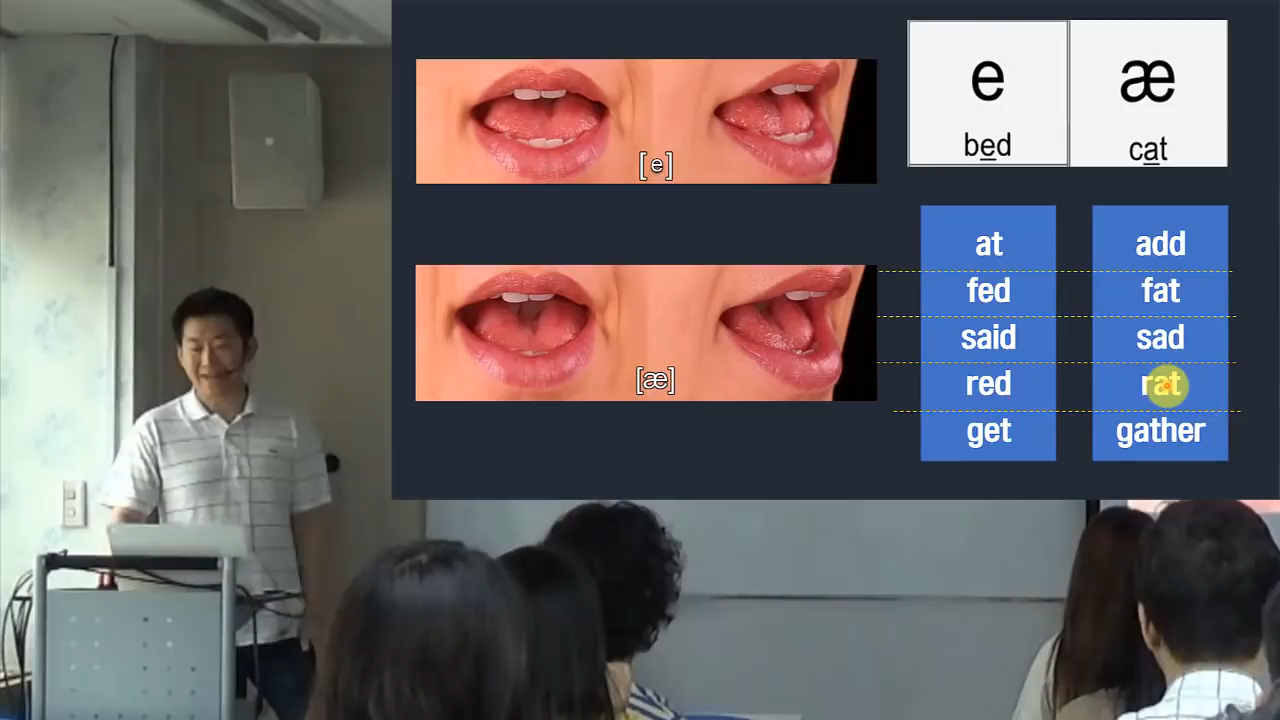 [e]
e
bed
æ
cat
[æ]
at
fed
said
red
get
add
fat
sad
rat
gather